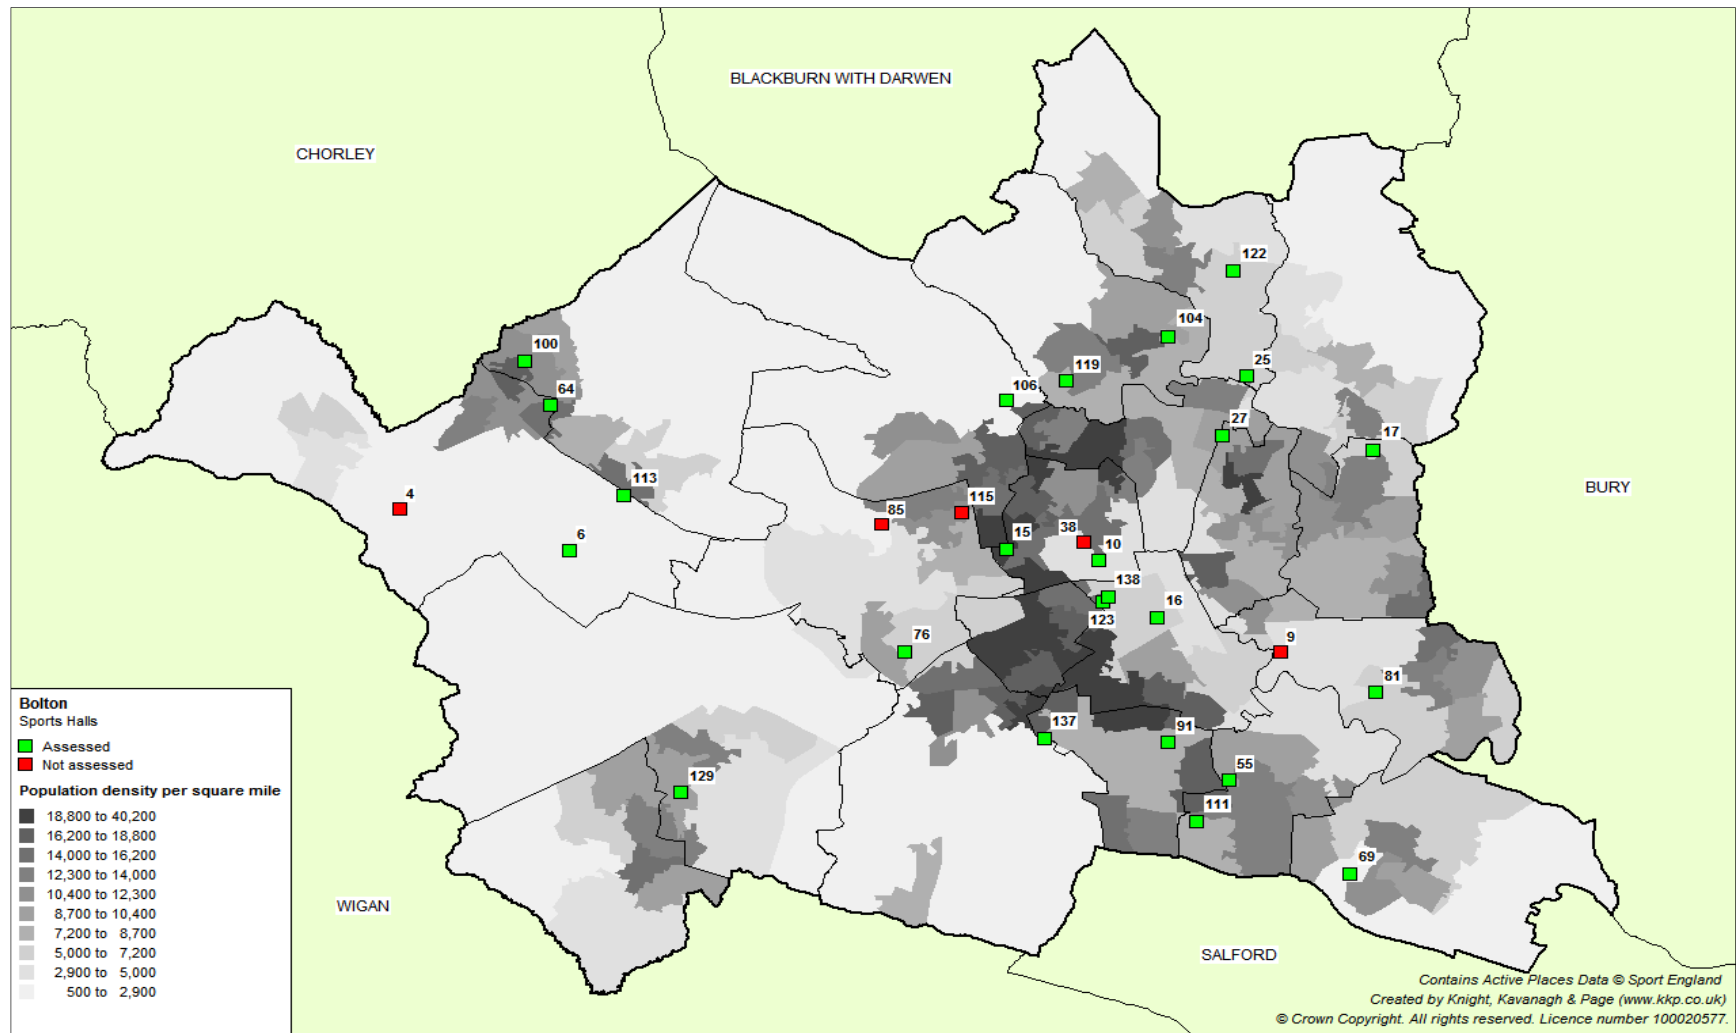 BLACKBURN WITH DARWEN
CHORLEY
122
104
100
25
119
64
106
27
17
113
BURY
4
115
85
38
15
10
6
138
16
123
76
9
81
137
91
55
129
111
69
WIGAN
SALFORD
Bolton
Sports Halls
Assessed
Not assessed
Population density per square mile
18,800 to 40,200
16,200 to 18,800
14,000 to 16,200
12,300 to 14,000
10,400 to 12,300
8,700 to 10,400
7,200 to 8,700
5,000 to 7,200
2,900 to 5,000
500 to 2,900
Contains Active Places Data © Sport England
Created by Knight, Kavanagh & Page (www.kkp.co.uk)
© Crown Copyright. All rights reserved. Licence number 100020577.